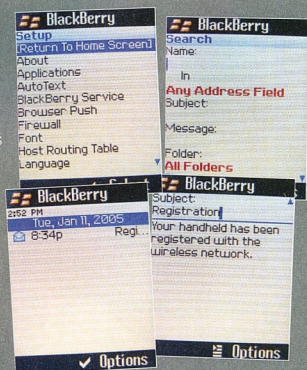 BlackBerry
Setup
[Return To Home Screen]
About
Applications
AutoText
BlackBerry Service
Browser Push
Firewall
Font
Host Routing Table
Language
BlackBerry
Search
Name:
In
Any Address Field
Subject:
Message:
Folder:
All Folders
BlackBerry
2:52 PM
Tue, Jan 11, 2005
8:34p Regi...
Options
BlackBerry
Subject:
Registration
Your handheld has been
registered with the
wireless network.
Options